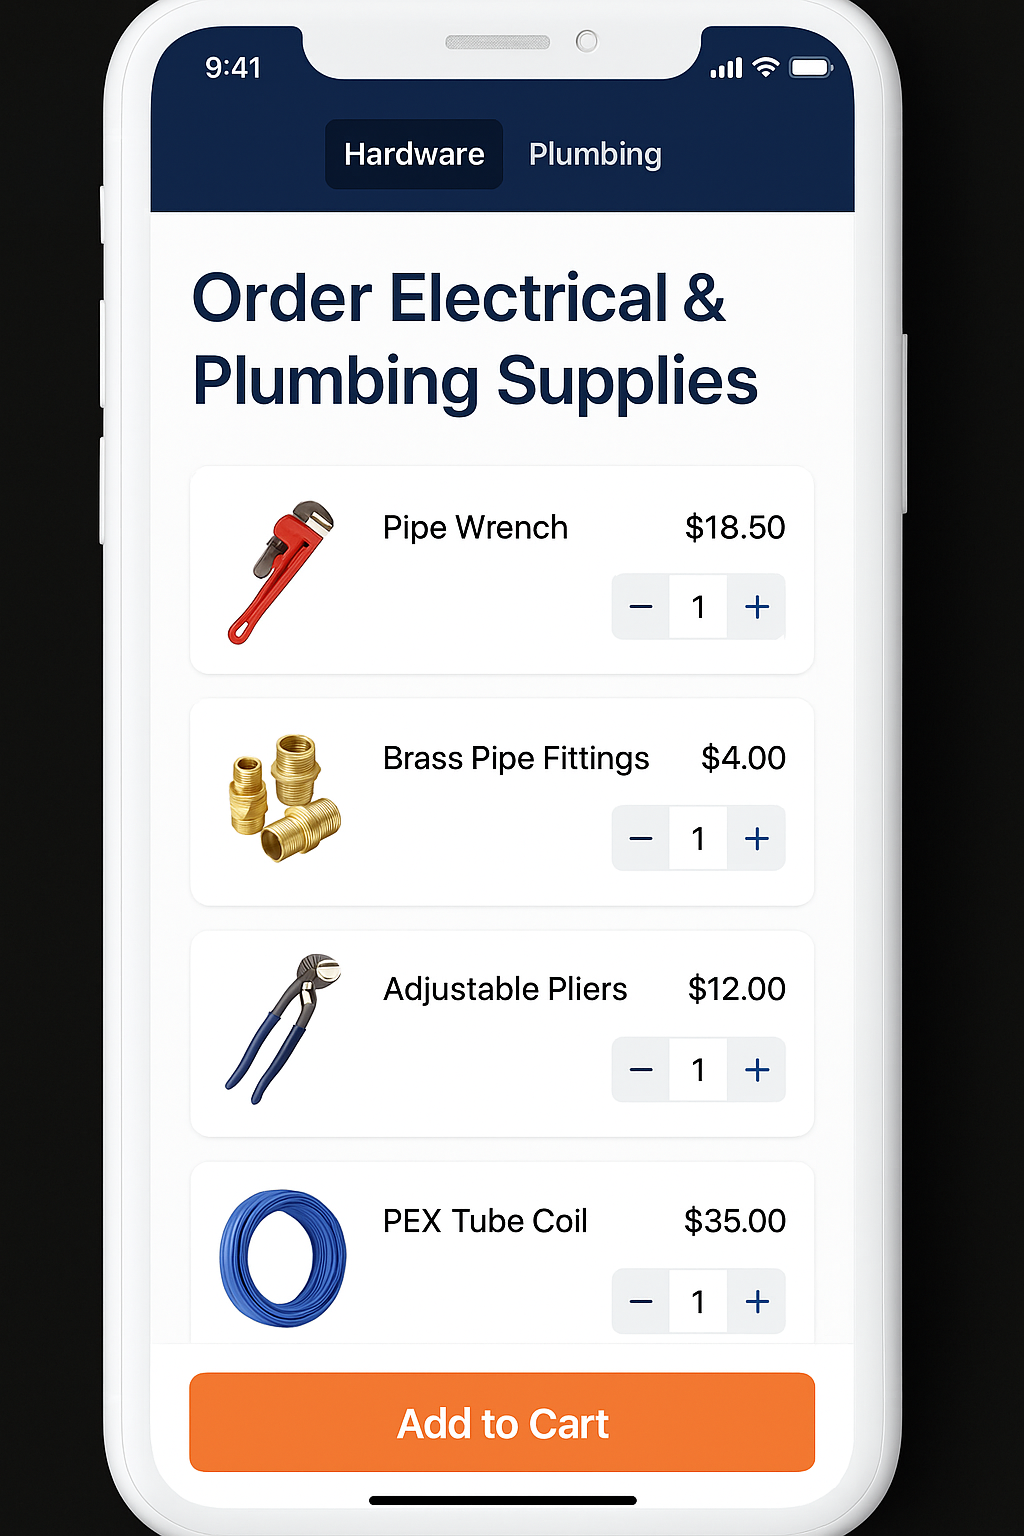 9:41
Hardware Plumbing
Order Electrical &
Plumbing Supplies
Pipe Wrench $18.50
− 1 +
Brass Pipe Fittings $4.00
− 1 +
Adjustable Pliers $12.00
− 1 +
PEX Tube Coil $35.00
− 1 +
Add to Cart